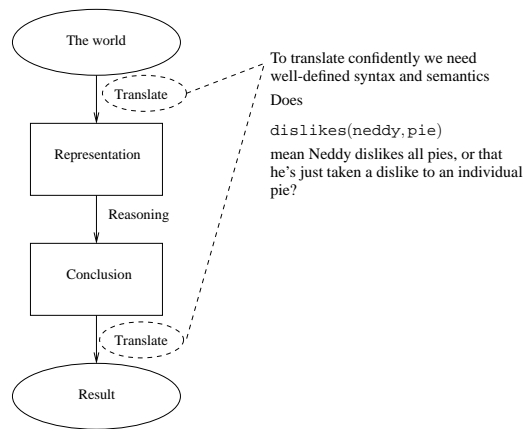 The world
Translate
Representation
Reasoning
Conclusion
Translate
Result
To translate confidently we need
well-defined syntax and semantics
Does
dislikes(neddy,pie)
mean Neddy dislikes all pies, or that
he's just taken a dislike to an individual
pie?